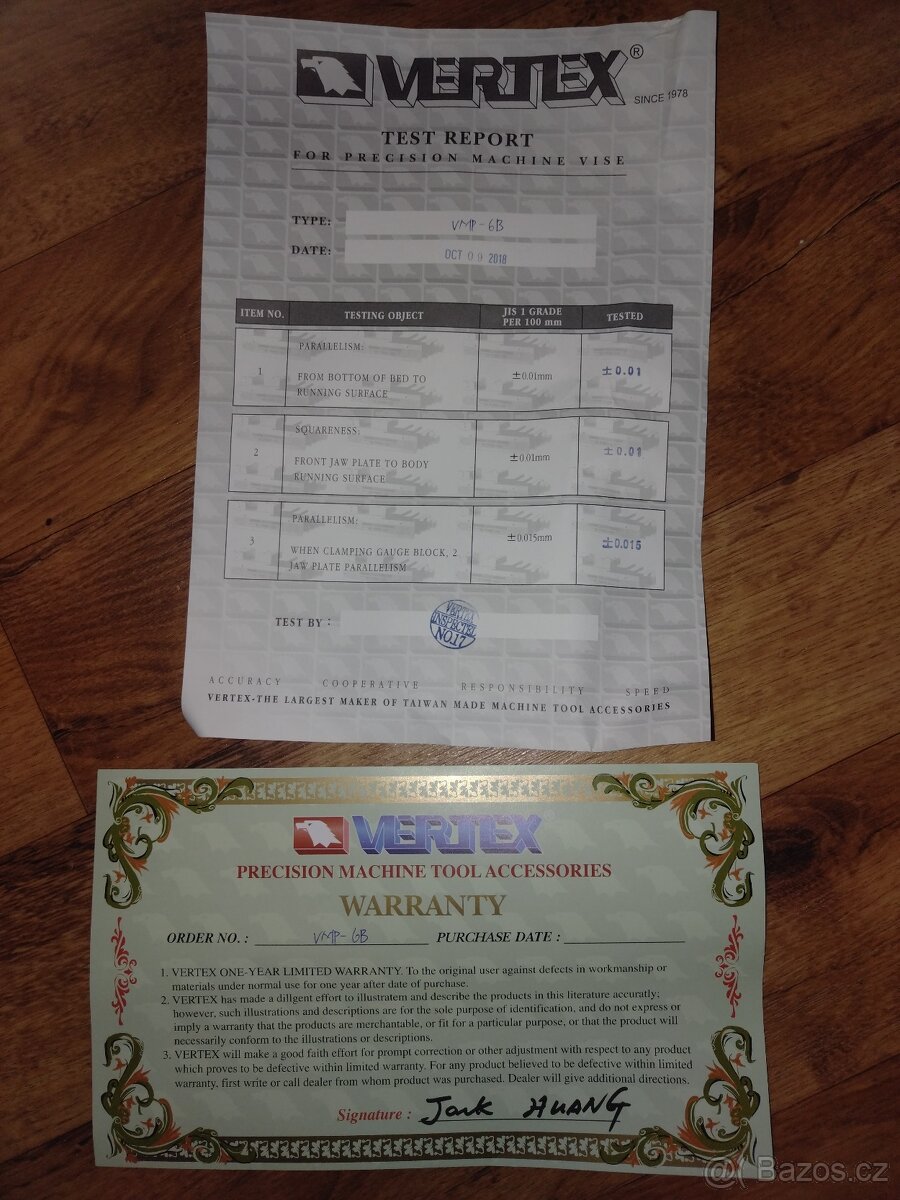 VERTEX®
SINCE 1978
TEST REPORT
FOR PRECISION MACHINE VISE
TYPE: VMP-6B
DATE: OCT 09 2018
ITEM NO. TESTING OBJECT JIS 1 GRADE PER 100 mm TESTED
PARALLELISM:
1 FROM BOTTOM OF BED TO ±0.01mm ±0.01
RUNNING SURFACE
SQUARENESS:
2 FRONT JAW PLATE TO BODY ±0.01mm ±0.01
RUNNING SURFACE
PARALLELISM:
3 WHEN CLAMPING GAUGE BLOCK, 2 ±0.015mm ±0.015
JAW PLATE PARALLELISM
TEST BY :
VERTEX
INSPECTED
NO.17
ACCURACY COOPERATIVE RESPONSIBILITY SPEED
VERTEX-THE LARGEST MAKER OF TAIWAN MADE MACHINE TOOL ACCESSORIES
VERTEX®
PRECISION MACHINE TOOL ACCESSORIES
WARRANTY
ORDER NO. : VMP-6B PURCHASE DATE :
1. VERTEX ONE-YEAR LIMITED WARRANTY. To the original user against defects in workmanship or
materials under normal use for one year after date of purchase.
2. VERTEX has made a dillgent effort to illustratem and describe the products in this literature accuratly;
however, such illustrations and descriptions are for the sole purpose of identification, and do not express or
imply a warranty that the products are merchantable, or fit for a particular purpose, or that the product will
necessarily conform to the illustrations or descriptions.
3. VERTEX will make a good faith effort for prompt correction or other adjustment with respect to any product
which proves to be defective within limited warranty. For any product believed to be defective within limited
warranty, first write or call dealer from whom product was purchased. Dealer will give additional directions.
Signature : Jack HUANG
Bazos.cz